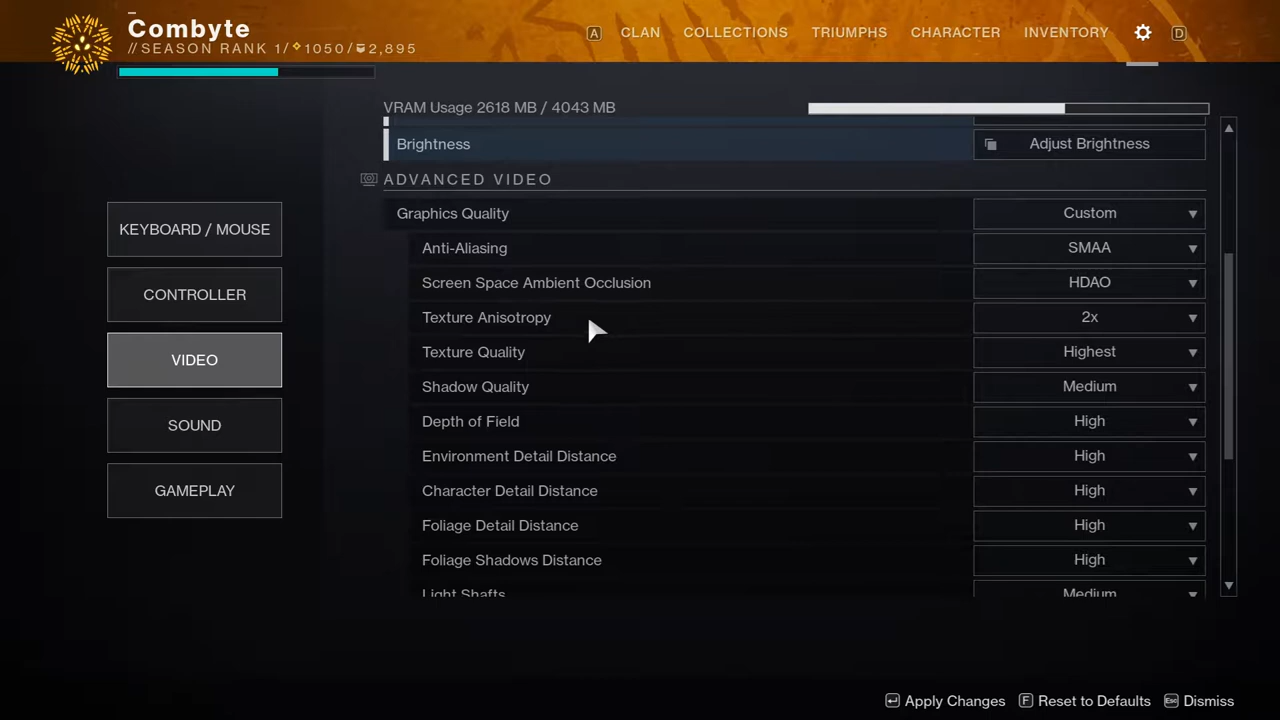 Combyte
//SEASON RANK 1/1050/2,895
A CLAN COLLECTIONS TRIUMPHS CHARACTER INVENTORY D
VRAM Usage 2618 MB / 4043 MB
Brightness Adjust Brightness
ADVANCED VIDEO
Graphics Quality Custom
Anti-Aliasing SMAA
Screen Space Ambient Occlusion HDAO
Texture Anisotropy 2x
Texture Quality Highest
Shadow Quality Medium
Depth of Field High
Environment Detail Distance High
Character Detail Distance High
Foliage Detail Distance High
Foliage Shadows Distance High
Light Shafts Medium
KEYBOARD / MOUSE
CONTROLLER
VIDEO
SOUND
GAMEPLAY
Apply Changes F Reset to Defaults Esc Dismiss